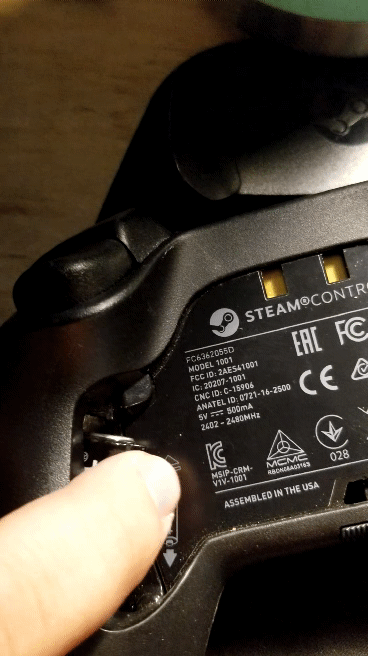 STEAM®CONTRO
FC6362055D
MODEL 1001
FCC ID: 2AES41001
IC: 20207-1001
CNC ID: C-15906
ANATEL ID: 0721-16-2500
5V ⎓ 500mA
2402 - 2480MHz
EAC FC
CE
MSIP-CRM-
V1V-1001
MCMC
028
ASSEMBLED IN THE USA